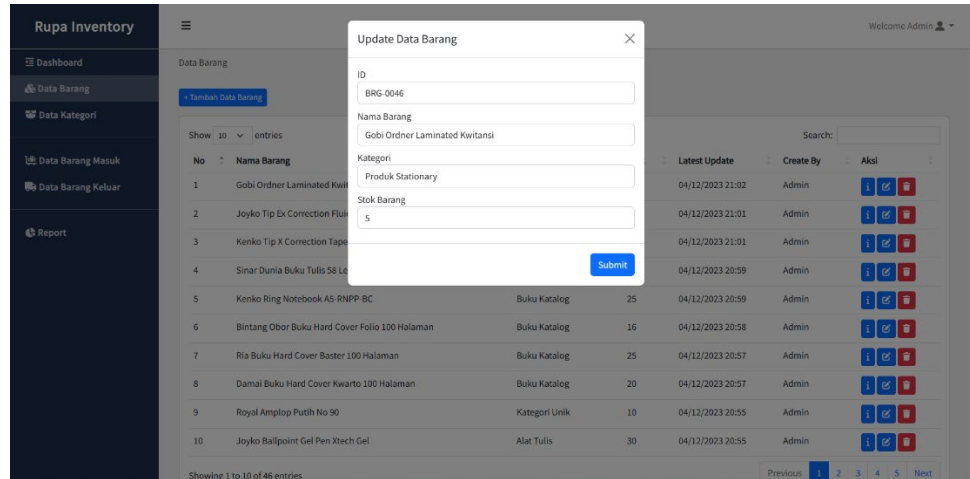 Rupa Inventory
Welcome Admin
Dashboard
Data Barang
Data Kategori
Data Barang Masuk
Data Barang Keluar
Report
Data Barang
+ Tambah Data Barang
Update Data Barang
ID
BRG-0046
Nama Barang
Gobi Ordner Laminated Kwitansi
Kategori
Produk Stationary
Stok Barang
5
Submit
Show 10 entries
Search:
No Nama Barang Latest Update Create By Aksi
1 Gobi Ordner Laminated 04/12/2023 21:02 Admin
2 Joyko Tip Ex Correction 04/12/2023 21:01 Admin
3 Kenko Tip X Correction Tape 04/12/2023 21:01 Admin
4 Sinar Dunia Buku Tulis 58 04/12/2023 20:59 Admin
5 Kenko Ring Notebook A5-RNPP-BC Buku Katalog 25 04/12/2023 20:59 Admin
6 Bintang Obor Buku Hard Cover Folio 100 Halaman Buku Katalog 16 04/12/2023 20:58 Admin
7 Ria Buku Hard Cover Baster 100 Halaman Buku Katalog 25 04/12/2023 20:57 Admin
8 Damai Buku Hard Cover Kwarto 100 Halaman Buku Katalog 20 04/12/2023 20:57 Admin
9 Royal Amplop Putih No 90 Kategori Unik 10 04/12/2023 20:55 Admin
10 Joyko Ballpoint Gel Pen Xtech Gel Alat Tulis 30 04/12/2023 20:55 Admin
Showing 1 to 10 of 46 entries
Previous 1 2 3 4 5 Next